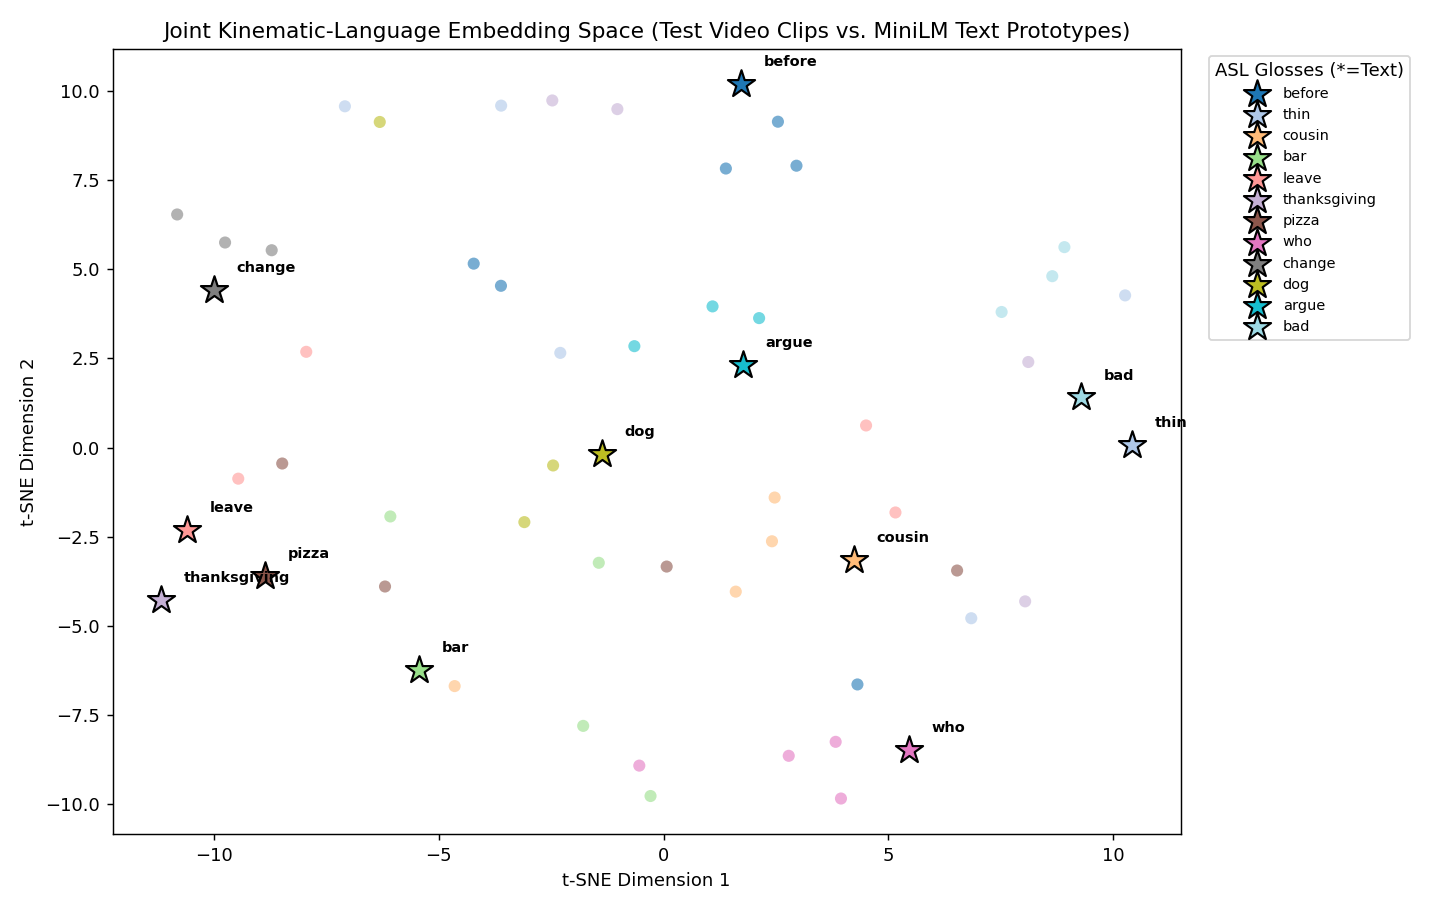 Joint Kinematic-Language Embedding Space (Test Video Clips vs. MiniLM Text Prototypes)
ASL Glosses (*=Text)
before
thin
cousin
bar
leave
thanksgiving
pizza
who
change
dog
argue
bad
before
change
argue
bad
thin
dog
leave
cousin
pizza
thanksgiving
bar
who
10.0
7.5
5.0
2.5
0.0
−2.5
−5.0
−7.5
−10.0
t-SNE Dimension 2
−10
−5
0
5
10
t-SNE Dimension 1